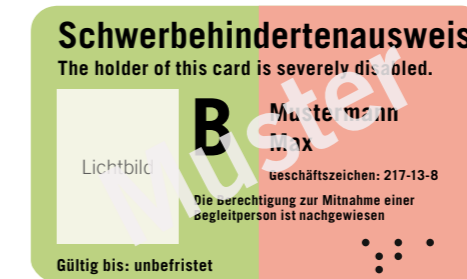 Schwerbehindertenausweis
The holder of this card is severely disabled.
B
Mustermann
Max
Lichtbild
Geschäftszeichen: 217-13-8
Die Berechtigung zur Mitnahme einer
Begleitperson ist nachgewiesen
Gültig bis: unbefristet
Muster